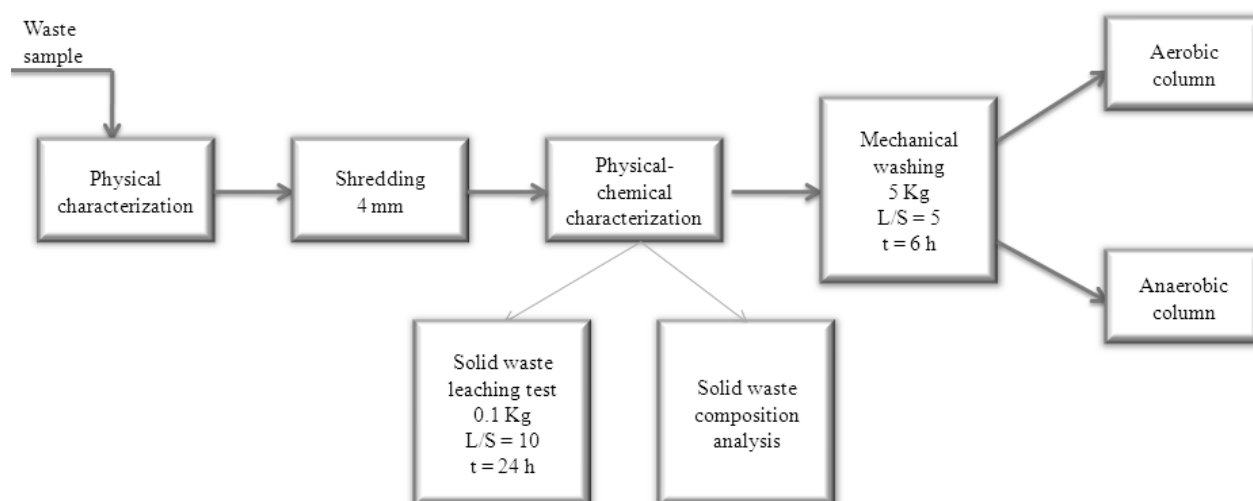 Waste
sample
Physical
characterization
Shredding
4 mm
Physical-
chemical
characterization
Mechanical
washing
5 Kg
L/S = 5
t = 6 h
Aerobic
column
Anaerobic
column
Solid waste
leaching test
0.1 Kg
L/S = 10
t = 24 h
Solid waste
composition
analysis